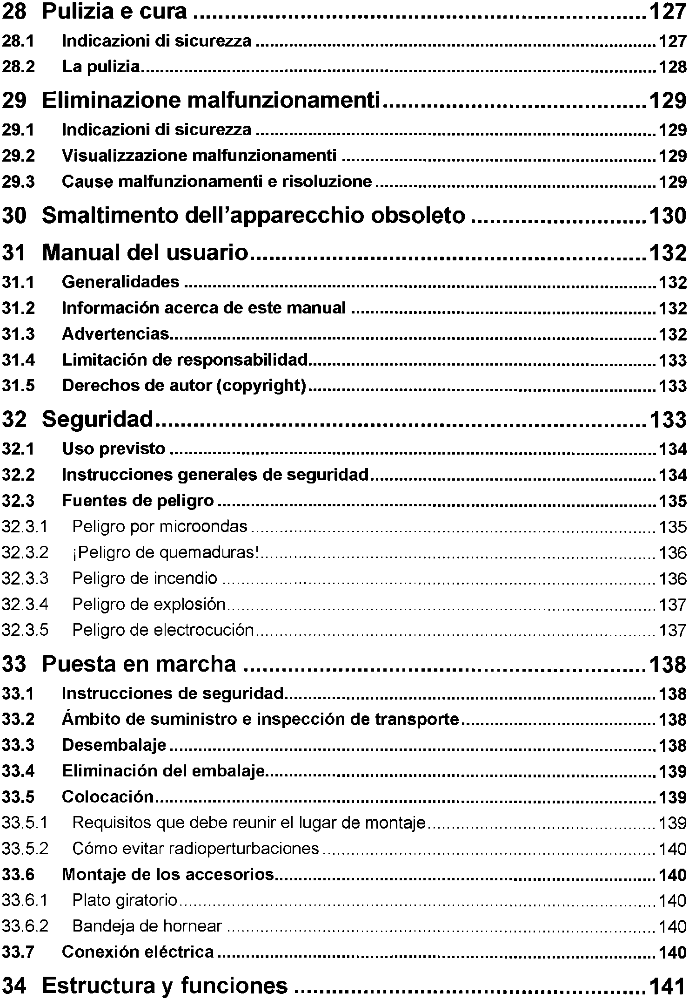 28 Pulizia e cura ........................................................................ 127
28.1 Indicazioni di sicurezza ........................................................................ 127
28.2 La pulizia ........................................................................ 128
29 Eliminazione malfunzionamenti ........................................................................ 129
29.1 Indicazioni di sicurezza ........................................................................ 129
29.2 Visualizzazione malfunzionamenti ........................................................................ 129
29.3 Cause malfunzionamenti e risoluzione ........................................................................ 129
30 Smaltimento dell’apparecchio obsoleto ........................................................................ 130
31 Manual del usuario ........................................................................ 132
31.1 Generalidades ........................................................................ 132
31.2 Información acerca de este manual ........................................................................ 132
31.3 Advertencias ........................................................................ 132
31.4 Limitación de responsabilidad ........................................................................ 133
31.5 Derechos de autor (copyright) ........................................................................ 133
32 Seguridad ........................................................................ 133
32.1 Uso previsto ........................................................................ 134
32.2 Instrucciones generales de seguridad ........................................................................ 134
32.3 Fuentes de peligro ........................................................................ 135
32.3.1 Peligro por microondas ........................................................................ 135
32.3.2 ¡Peligro de quemaduras! ........................................................................ 136
32.3.3 Peligro de incendio ........................................................................ 136
32.3.4 Peligro de explosión ........................................................................ 137
32.3.5 Peligro de electrocución ........................................................................ 137
33 Puesta en marcha ........................................................................ 138
33.1 Instrucciones de seguridad ........................................................................ 138
33.2 Ámbito de suministro e inspección de transporte ........................................................................ 138
33.3 Desembalaje ........................................................................ 138
33.4 Eliminación del embalaje ........................................................................ 139
33.5 Colocación ........................................................................ 139
33.5.1 Requisitos que debe reunir el lugar de montaje ........................................................................ 139
33.5.2 Cómo evitar radioperturbaciones ........................................................................ 140
33.6 Montaje de los accesorios ........................................................................ 140
33.6.1 Plato giratorio ........................................................................ 140
33.6.2 Bandeja de hornear ........................................................................ 140
33.7 Conexión eléctrica ........................................................................ 140
34 Estructura y funciones ........................................................................ 141